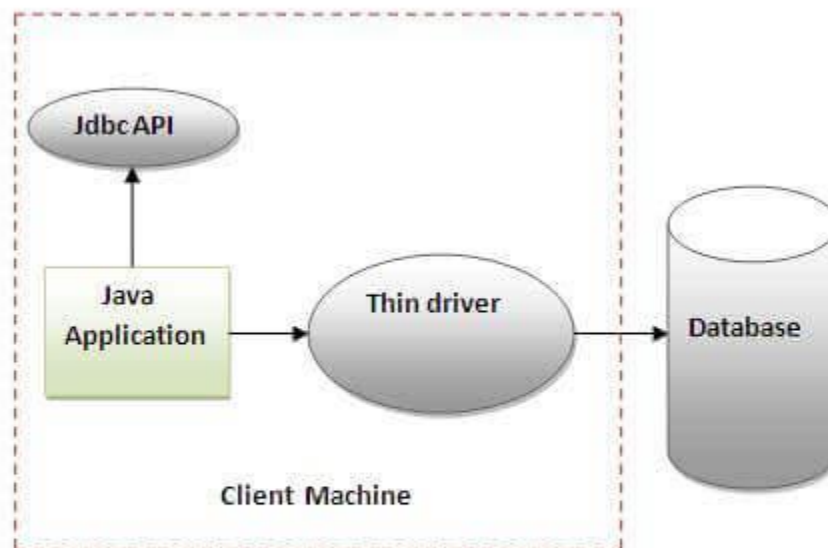 Jdbc API
Java
Application
Thin driver
Database
Client Machine